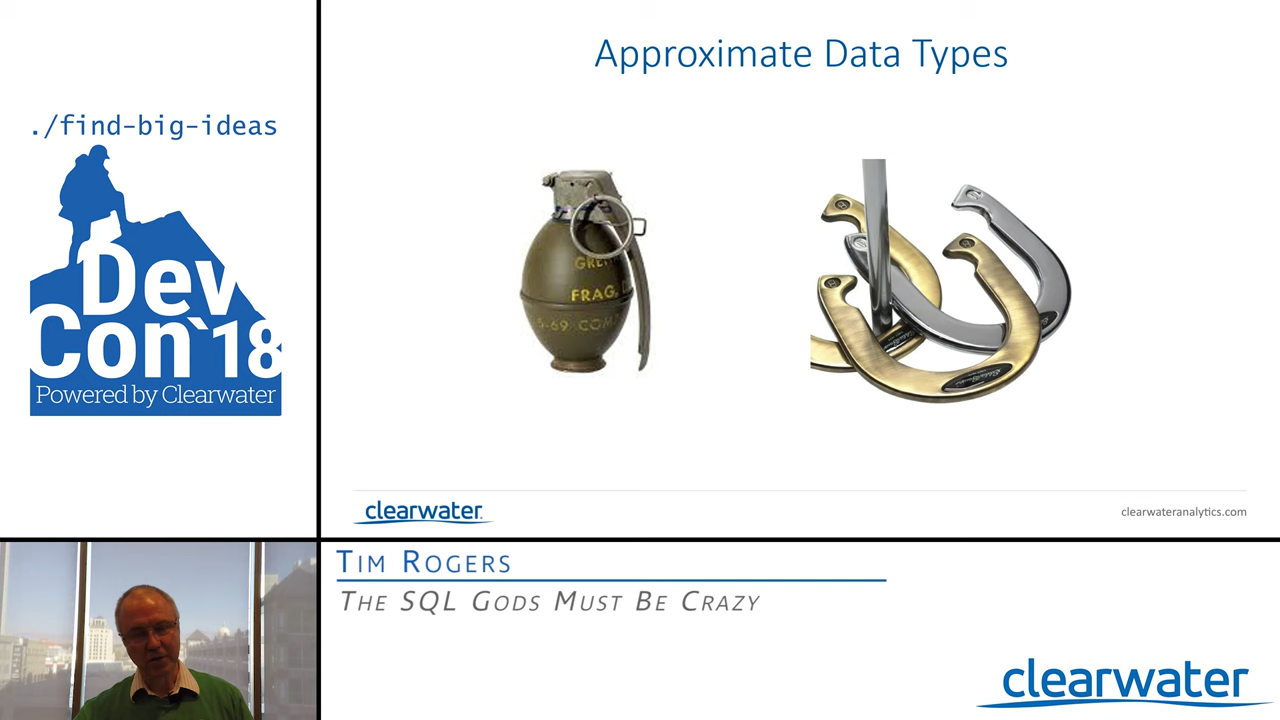 ./find-big-ideas
Dev
Con`18
Powered by Clearwater
Approximate Data Types
FRAG.
clearwater
clearwateranalytics.com
TIM ROGERS
THE SQL GODS MUST BE CRAZY
clearwater